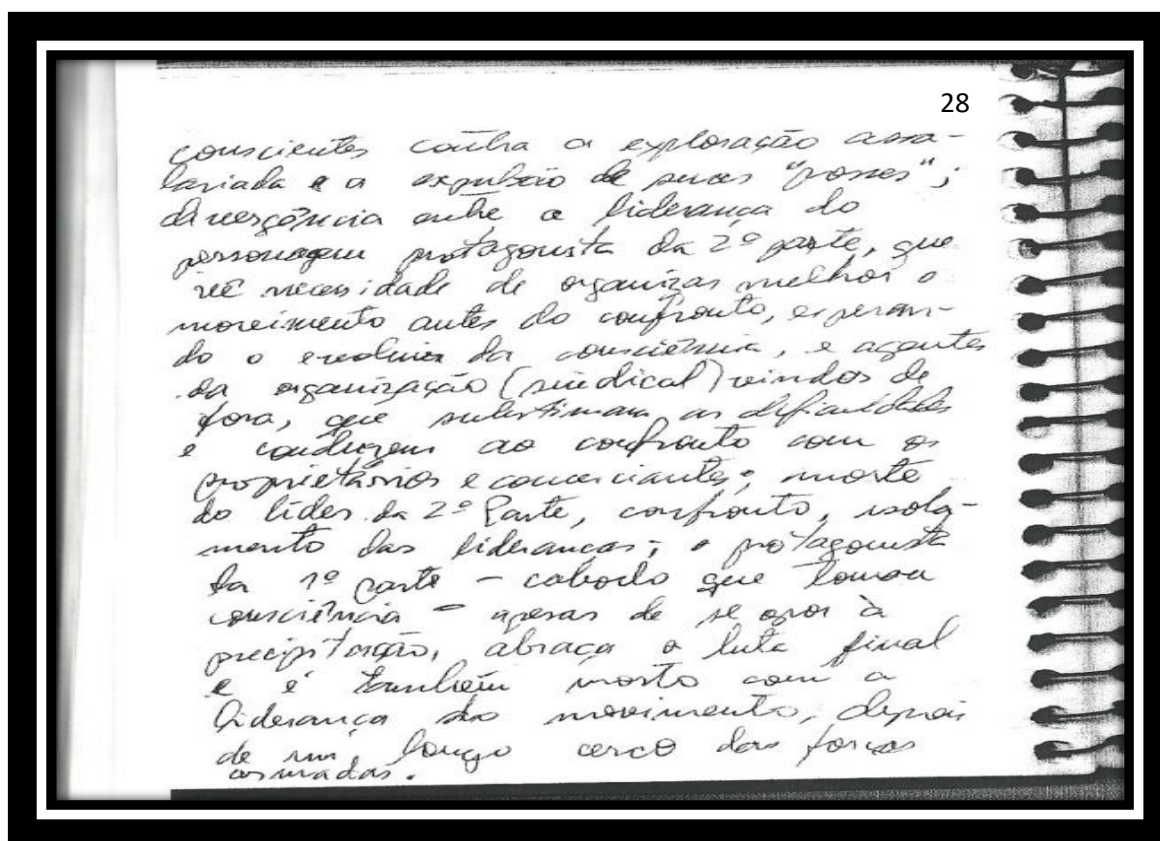 28
conscientes contra a exploração assa-
lariada e a expulsão de suas "posses";
divergência entre a liderança do
personagem protagonista da 2º parte, que
vê necessidade de organizar melhor o
movimento antes do confronto, esperan-
do o evoluir da consciência, e agentes
da organização (sindical) vindos de
fora, que subestimam as dificuldades
e conduzem ao confronto com os
proprietários e comerciantes; morte
do líder da 2º Parte, confronto, isola-
mento das lideranças; o protagonista
da 1º parte - caboclo que tomou
consciência - apesar de se opor à
precipitação, abraça a luta final
e é também morto com a
liderança do movimento, depois
de um longo cerco das forças
armadas.